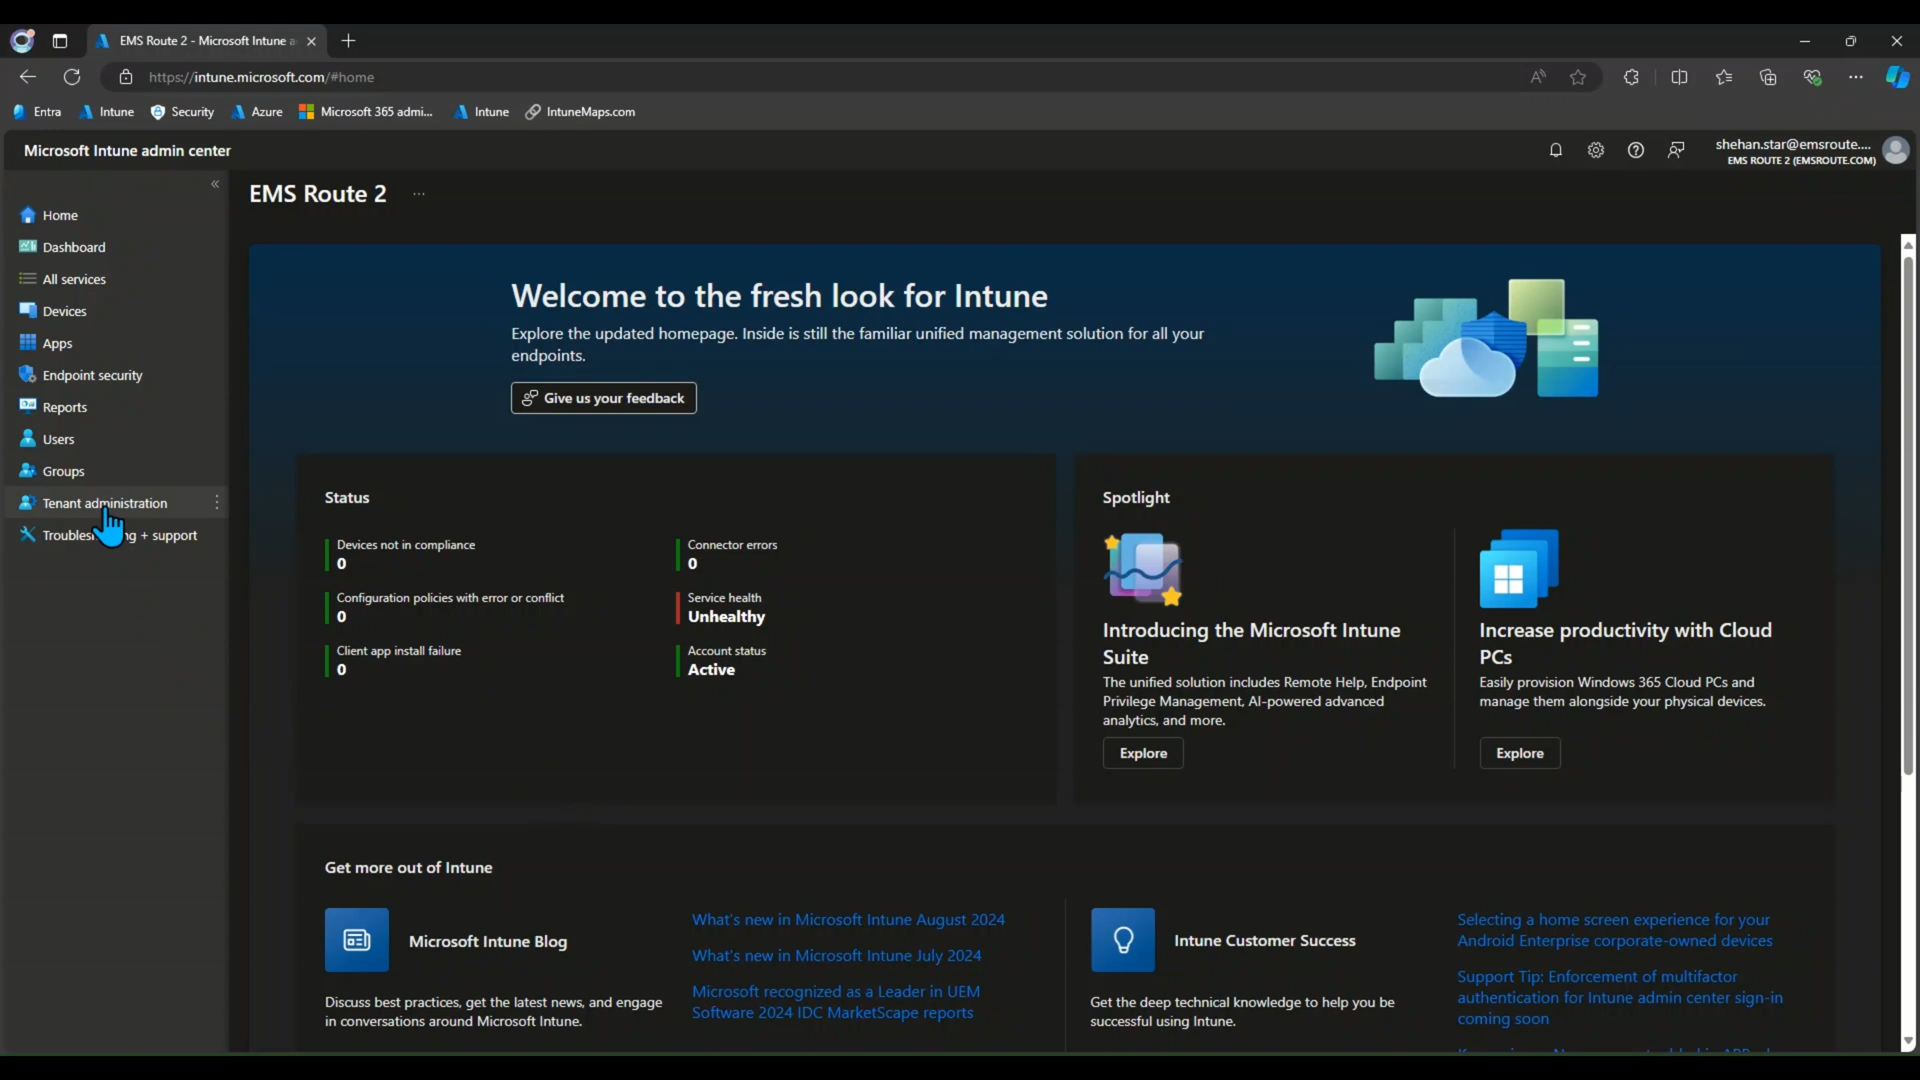 EMS Route 2 - Microsoft Intune a
https://intune.microsoft.com/#home
Entra
Intune
Security
Azure
Microsoft 365 admi...
Intune
IntuneMaps.com
Microsoft Intune admin center
shehan.star@emsroute....
EMS ROUTE 2 (EMSROUTE.COM)
EMS Route 2
...
Home
Dashboard
All services
Devices
Apps
Endpoint security
Reports
Users
Groups
Tenant administration
+ support
Welcome to the fresh look for Intune
Explore the updated homepage. Inside is still the familiar unified management solution for all your
endpoints.
Give us your feedback
Status
Devices not in compliance
0
Configuration policies with error or conflict
0
Client app install failure
0
Connector errors
0
Service health
Unhealthy
Account status
Active
Spotlight
Introducing the Microsoft Intune
Suite
The unified solution includes Remote Help, Endpoint
Privilege Management, AI-powered advanced
analytics, and more.
Explore
Increase productivity with Cloud
PCs
Easily provision Windows 365 Cloud PCs and
manage them alongside your physical devices.
Explore
Get more out of Intune
Microsoft Intune Blog
Discuss best practices, get the latest news, and engage
in conversations around Microsoft Intune.
What's new in Microsoft Intune August 2024
What's new in Microsoft Intune July 2024
Microsoft recognized as a Leader in UEM
Software 2024 IDC MarketScape reports
Intune Customer Success
Get the deep technical knowledge to help you be
successful using Intune.
Selecting a home screen experience for your
Android Enterprise corporate-owned devices
Support Tip: Enforcement of multifactor
authentication for Intune admin center sign-in
coming soon